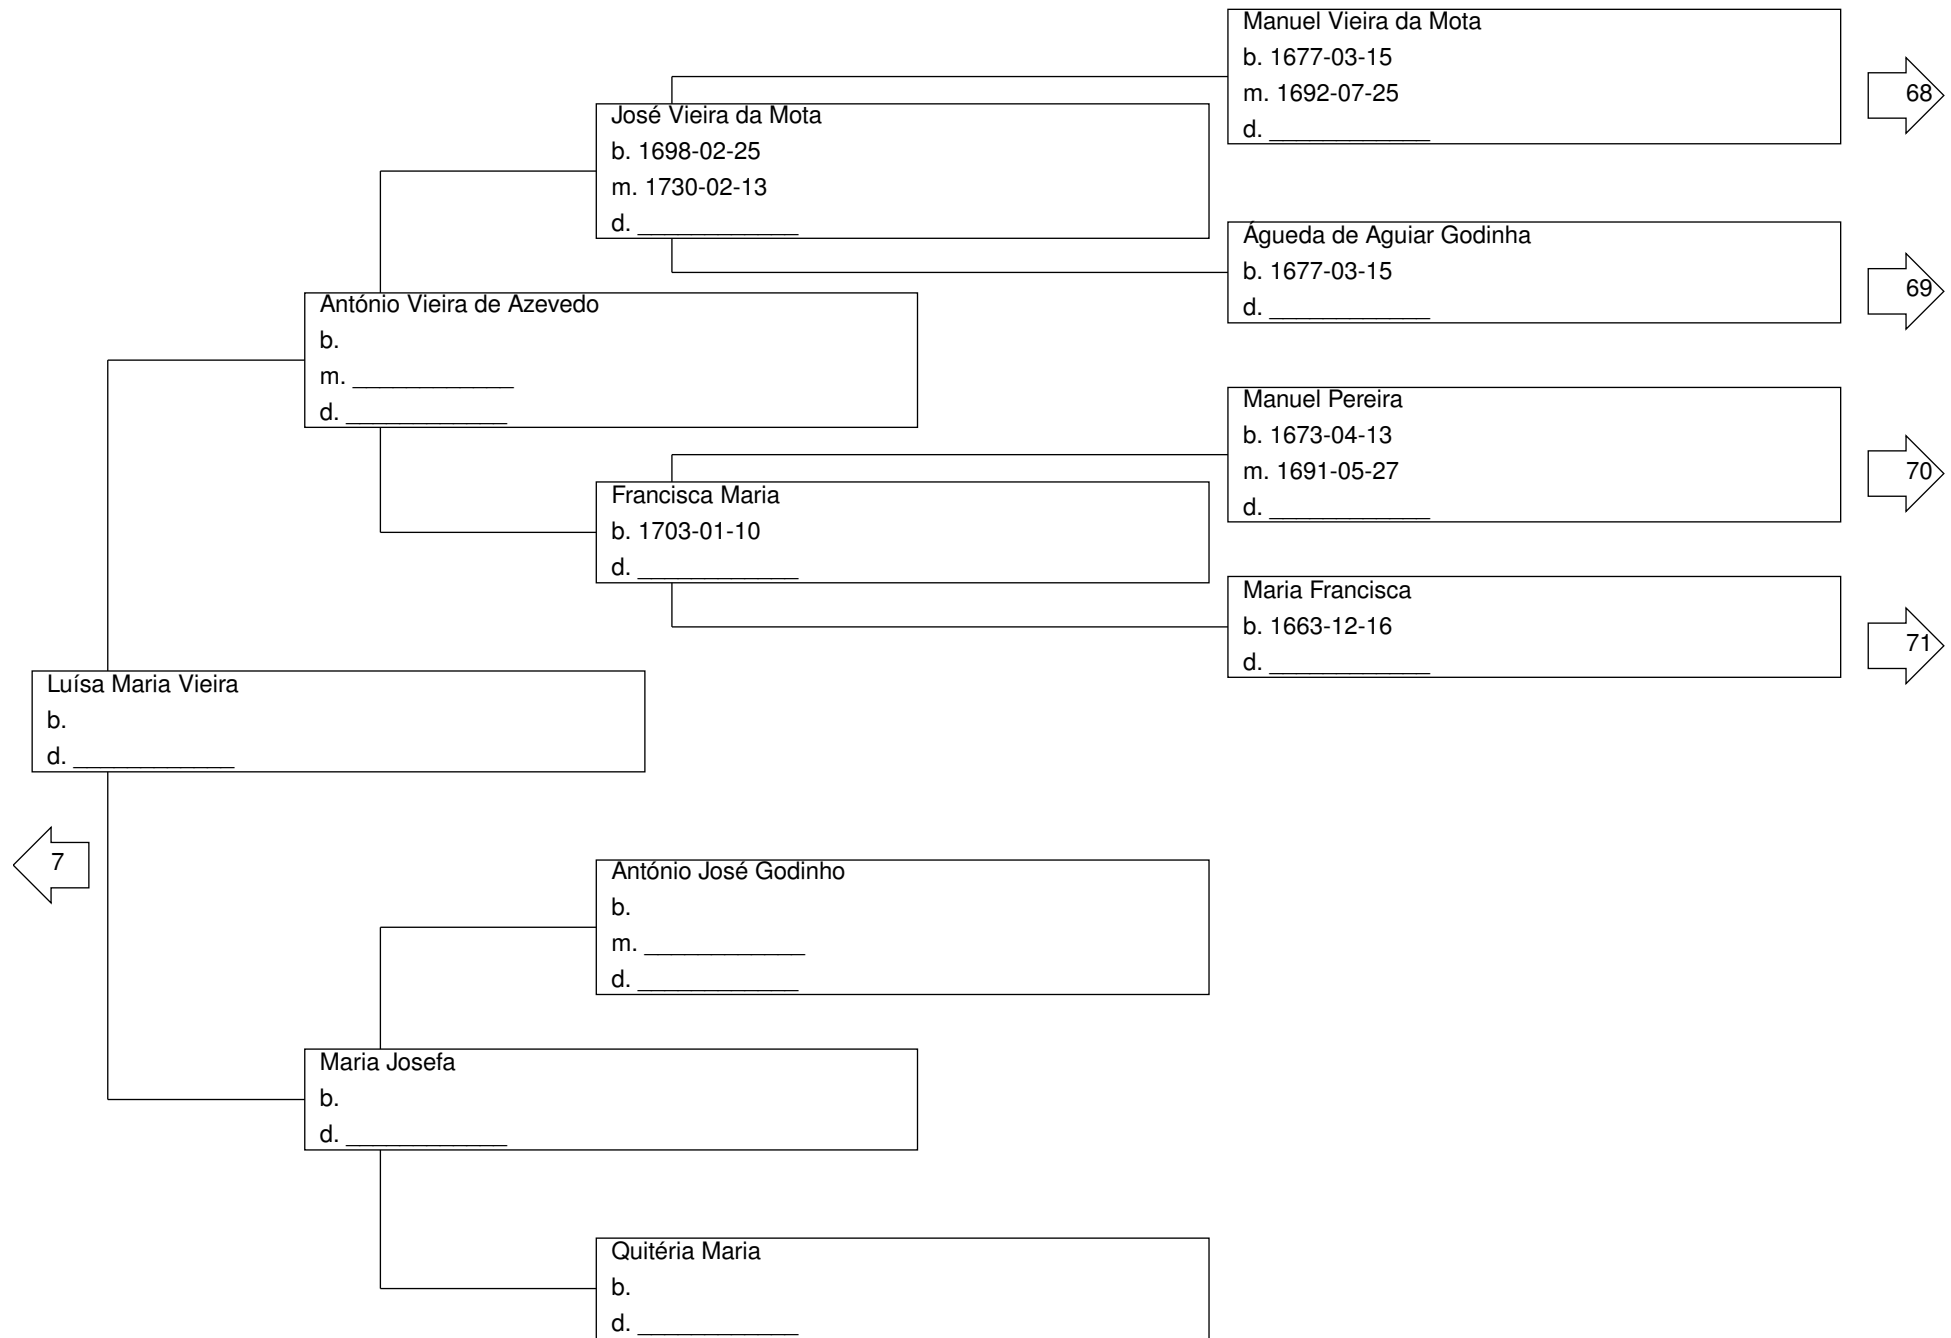 Manuel Vieira da Mota
b. 1677-03-15
m. 1692-07-25
d. ____________
68
José Vieira da Mota
b. 1698-02-25
m. 1730-02-13
d. ____________
Águeda de Aguiar Godinha
b. 1677-03-15
d. ____________
69
António Vieira de Azevedo
b.
m. ____________
d. ____________
Manuel Pereira
b. 1673-04-13
m. 1691-05-27
d. ____________
70
Francisca Maria
b. 1703-01-10
d. ____________
Maria Francisca
b. 1663-12-16
d. ____________
71
Luísa Maria Vieira
b.
d. ____________
7
António José Godinho
b.
m. ____________
d. ____________
Maria Josefa
b.
d. ____________
Quitéria Maria
b.
d. ____________